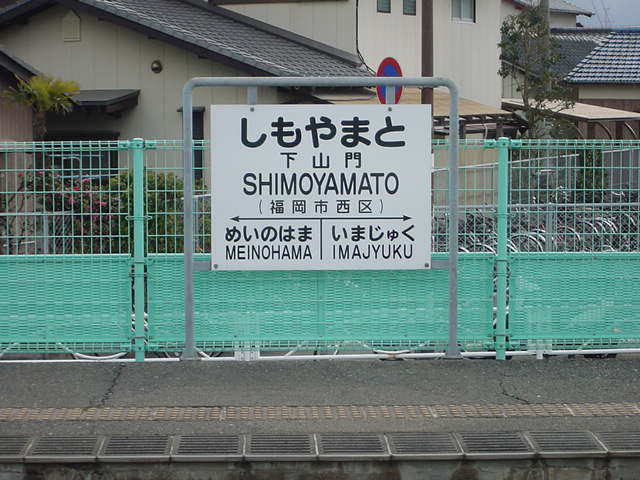 しもやまと
下山門
SHIMOYAMATO
(福岡市西区)
めいのはま いまじゅく
MEINOHAMA IMAJYUKU